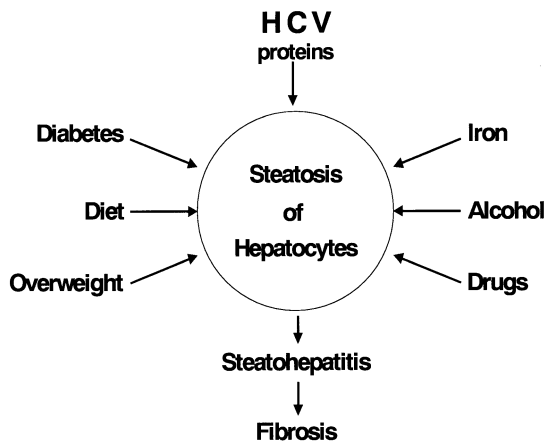 HCV
proteins
Diabetes
Iron
Steatosis
Diet
of
Alcohol
Hepatocytes
Overweight
Drugs
Steatohepatitis
Fibrosis